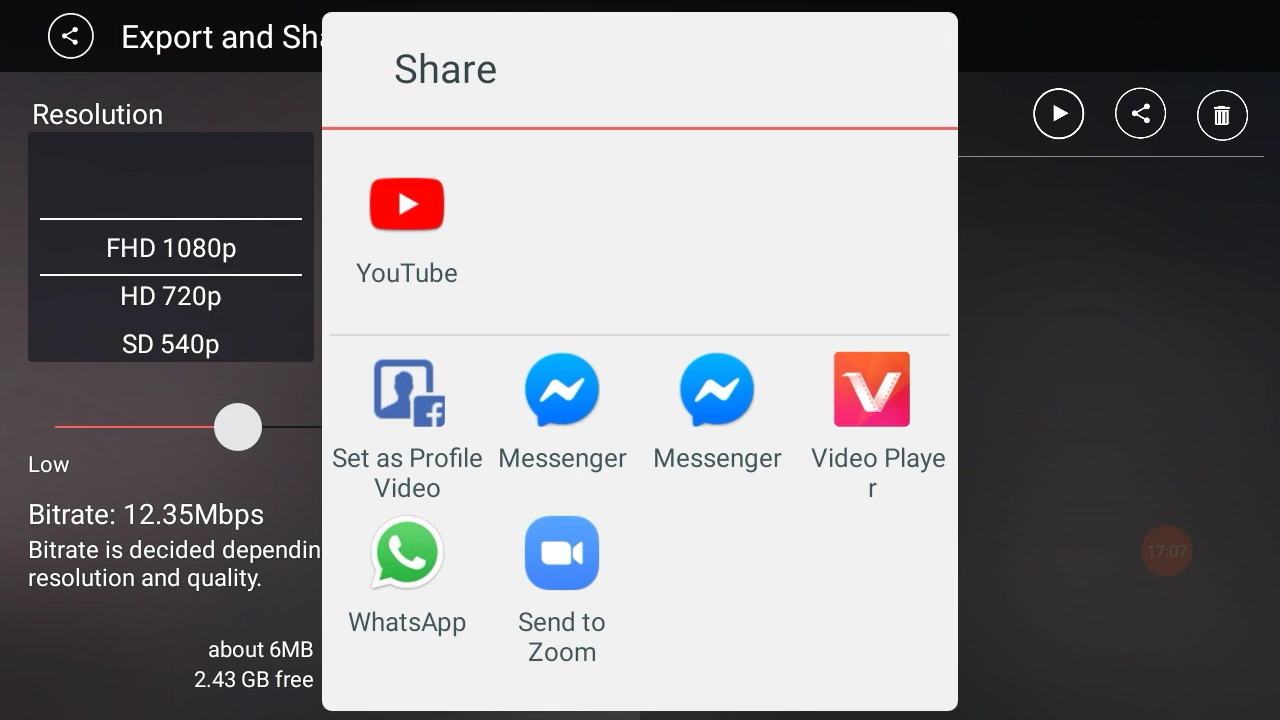 Export and Sha
Share
Resolution
FHD 1080p
HD 720p
SD 540p
Low
Bitrate: 12.35Mbps
Bitrate is decided dependin
resolution and quality.
about 6MB
2.43 GB free
YouTube
Set as Profile
Video
Messenger
Messenger
Video Playe
r
WhatsApp
Send to
Zoom
17:07